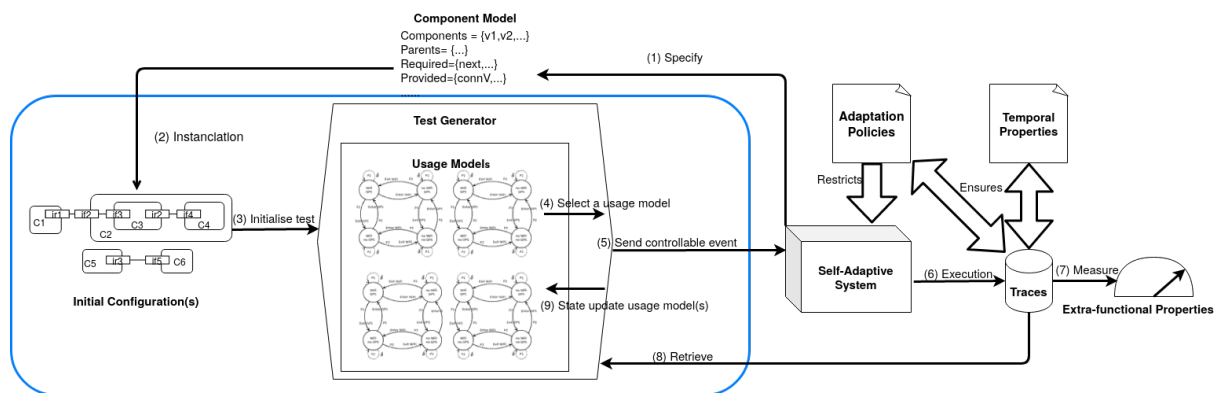 Component Model
Components = {v1,v2,...}
Parents= {...}
Required={next,...}
Provided={connV,...}
......
(1) Specify
(2) Instanciation
Test Generator
Usage Models
Adaptation
Policies
Temporal
Properties
Restricts
Ensures
C1
ir1
if2
if3
ir2
if4
C3
C4
C2
C5
ir3
if5
C6
Initial Configuration(s)
(3) Initialise test
(4) Select a usage model
(5) Send controllable event
(9) State update usage model(s)
Self-Adaptive
System
(6) Execution
Traces
(7) Measure
Extra-functional Properties
(8) Retrieve